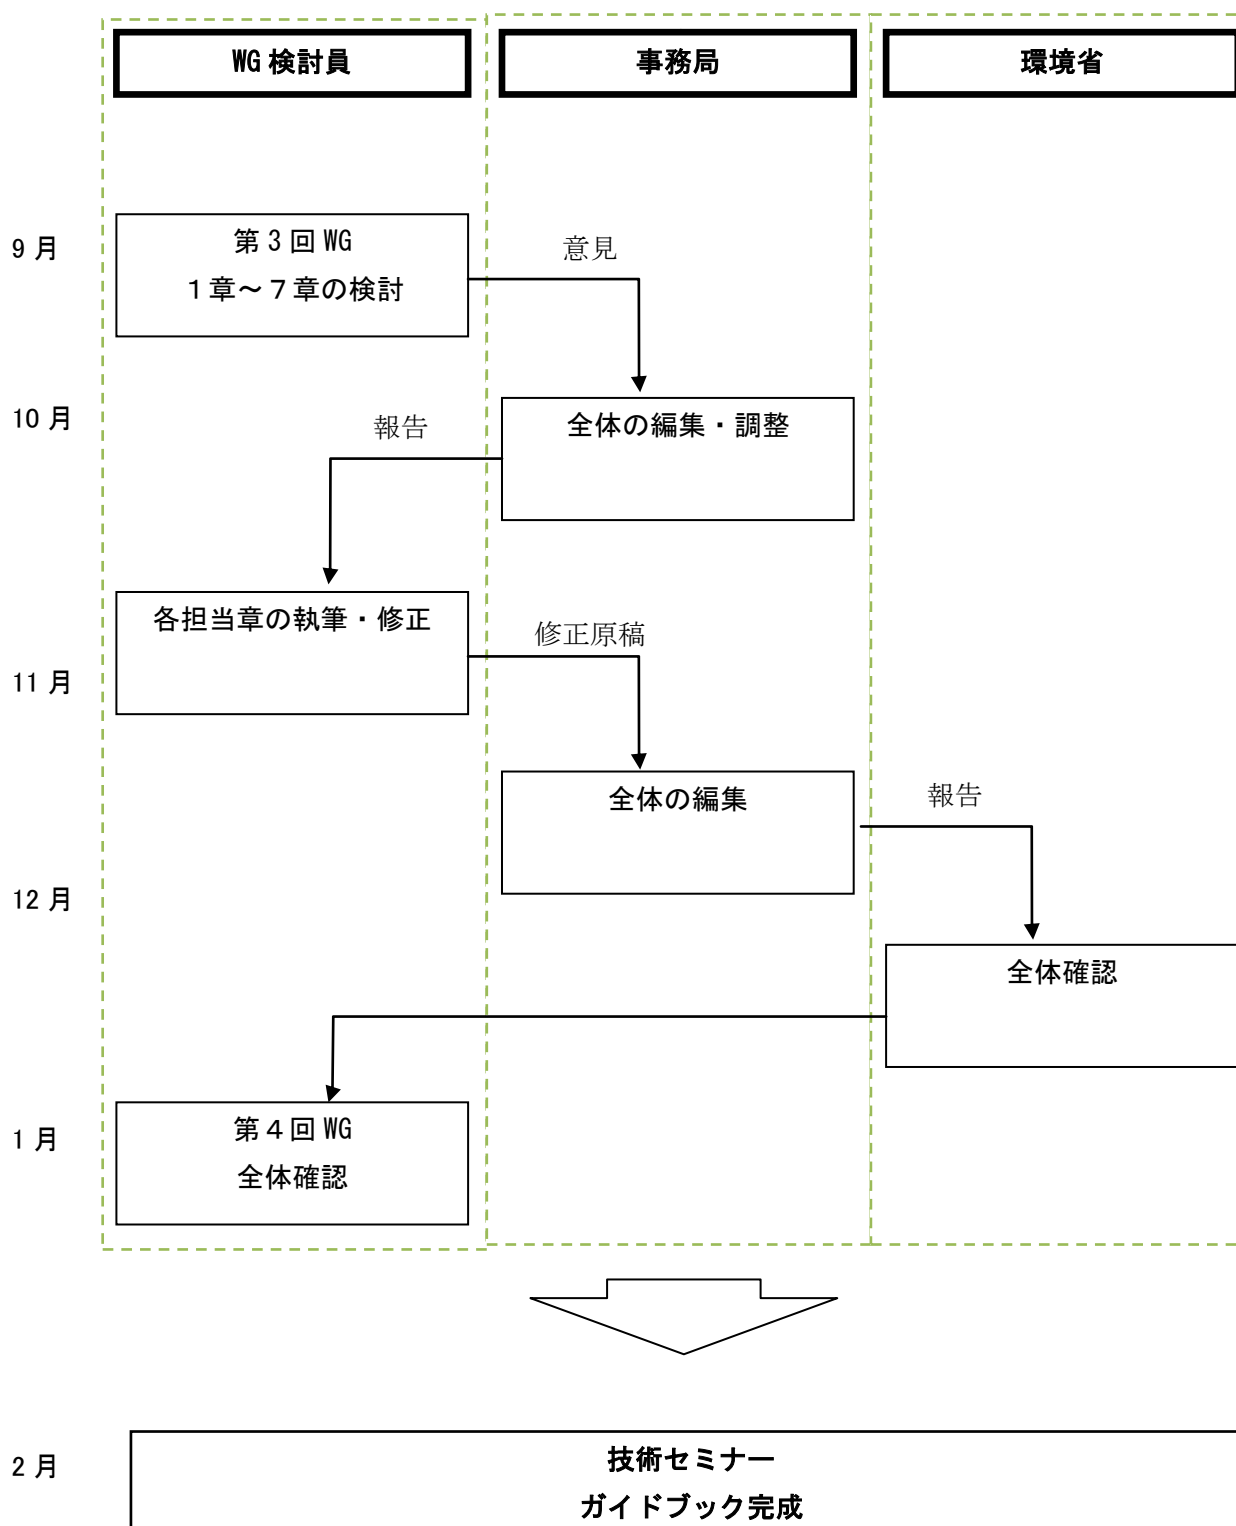 WG 検討員
事務局
環境省
9 月
第 3 回 WG
1 章～７章の検討
意見
10 月
全体の編集・調整
報告
各担当章の執筆・修正
修正原稿
11 月
全体の編集
報告
12 月
全体確認
1 月
第４回 WG
全体確認
2 月
技術セミナー
ガイドブック完成